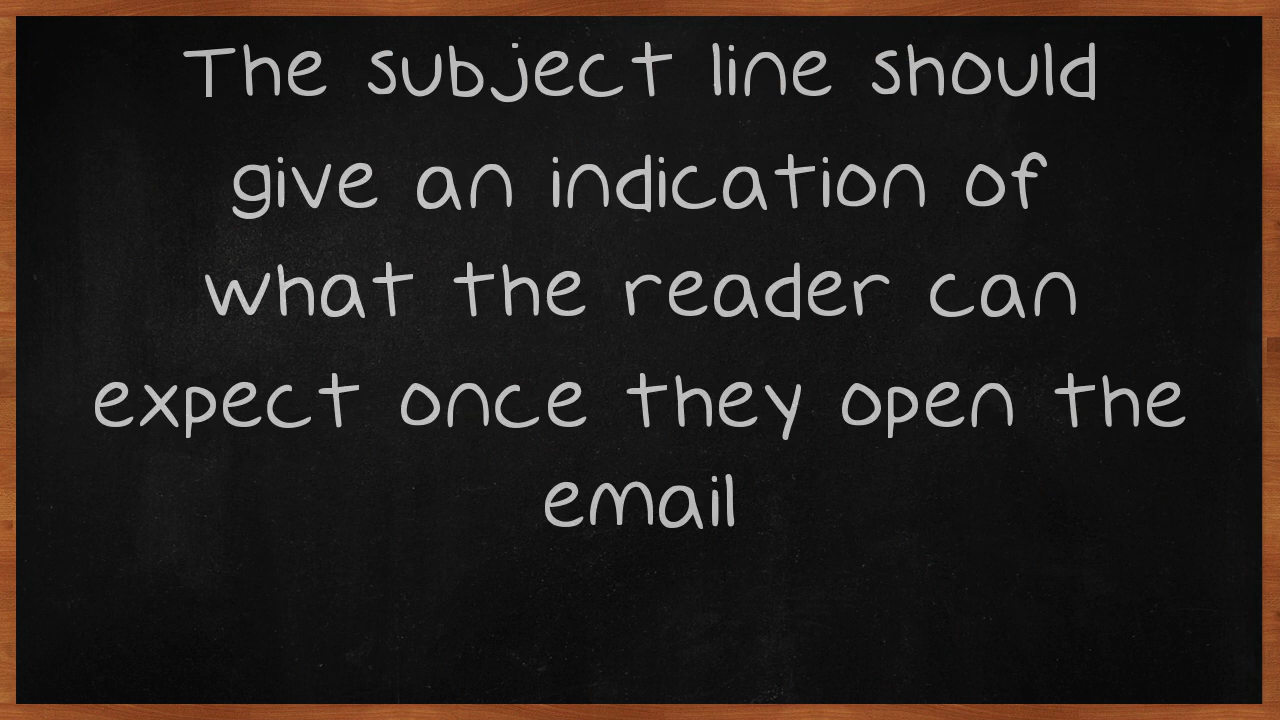 The subject line should
give an indication of
what the reader can
expect once they open the
email